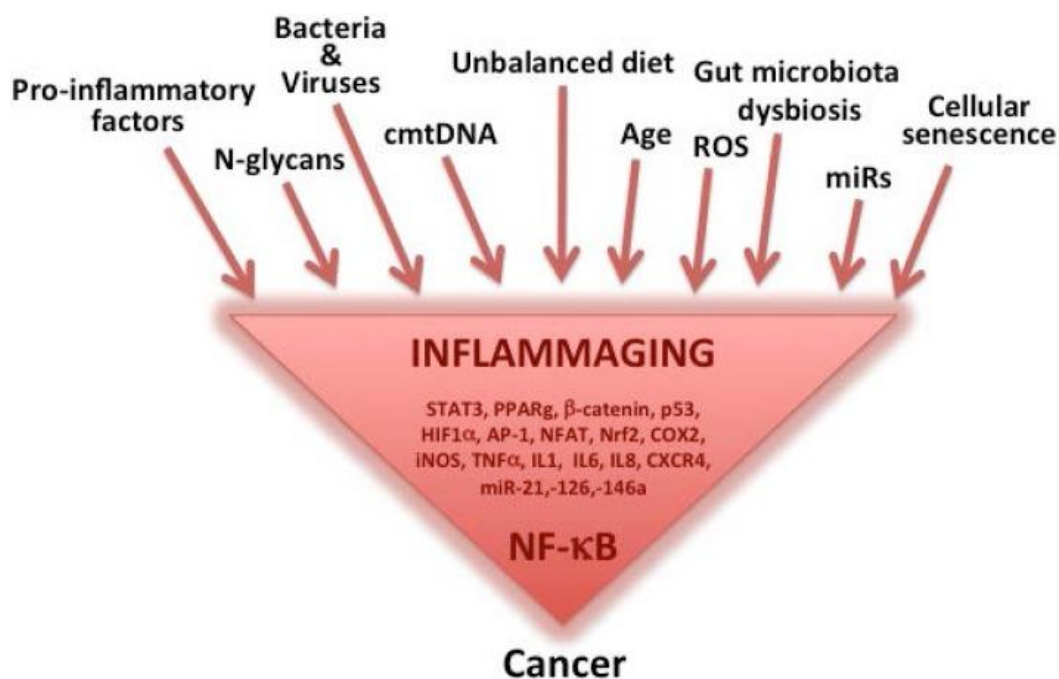 Pro-inflammatory
factors
N-glycans
Bacteria
&
Viruses
cmtDNA
Unbalanced diet
Age
ROS
Gut microbiota
dysbiosis
miRs
Cellular
senescence
INFLAMMAGING
STAT3, PPARg, β-catenin, p53,
HIF1α, AP-1, NFAT, Nrf2, COX2,
iNOS, TNFα, IL1, IL6, IL8, CXCR4,
miR-21,-126,-146a
NF-κB
Cancer